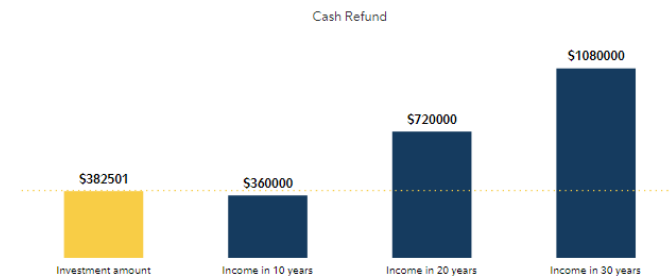 Cash Refund
$1080000
$720000
$382501
$360000
Investment amount
Income in 10 years
Income in 20 years
Income in 30 years